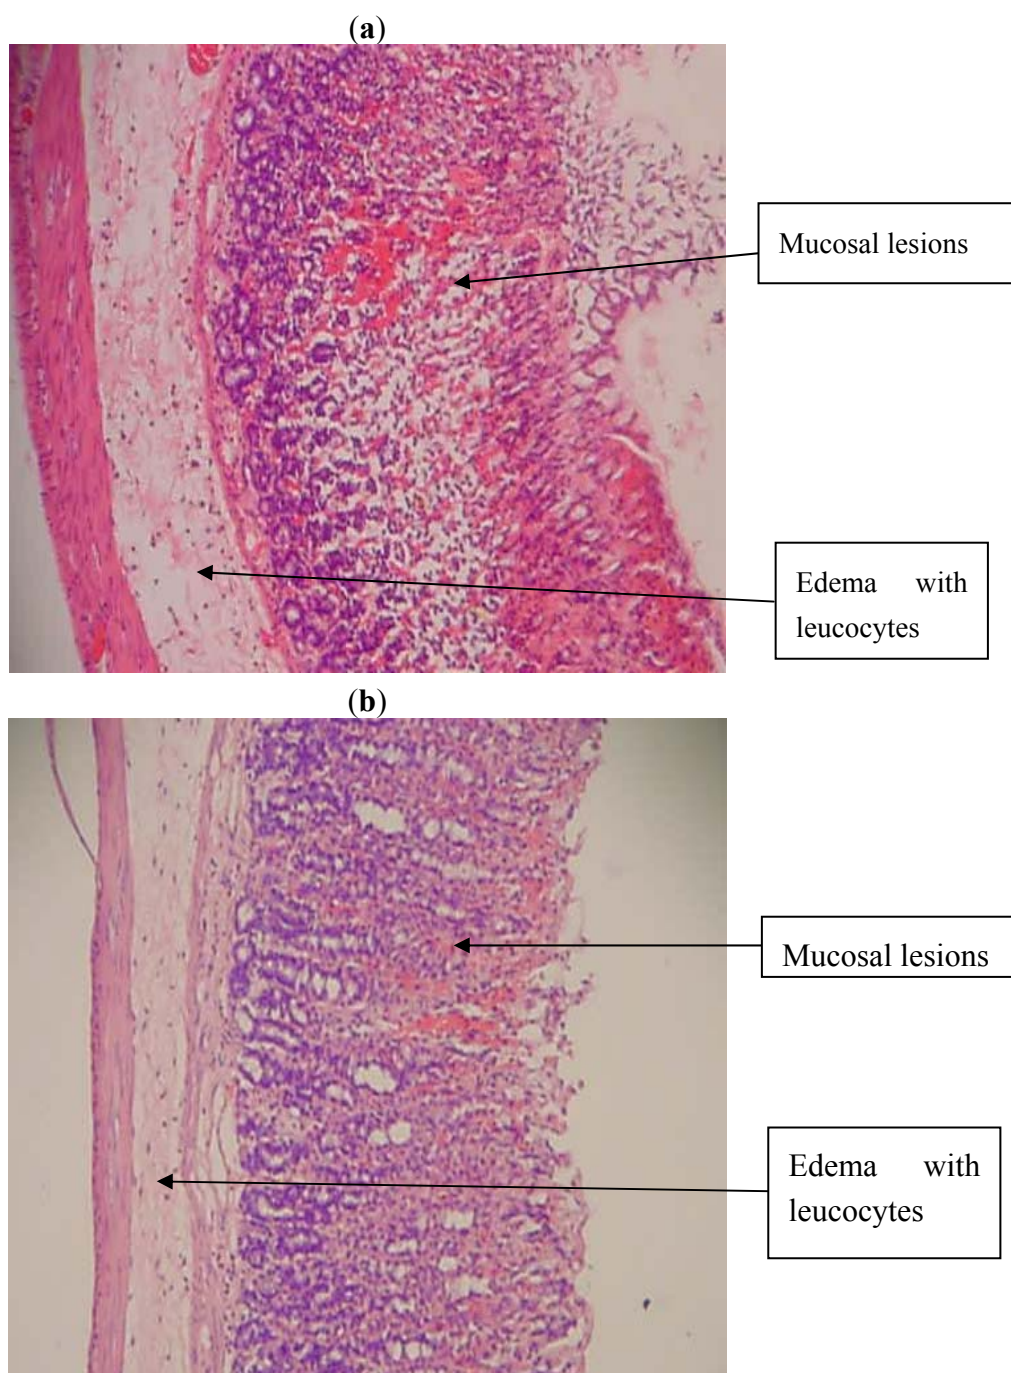 (a)
Mucosal lesions
Edema with
leucocytes
(b)
Mucosal lesions
Edema with
leucocytes